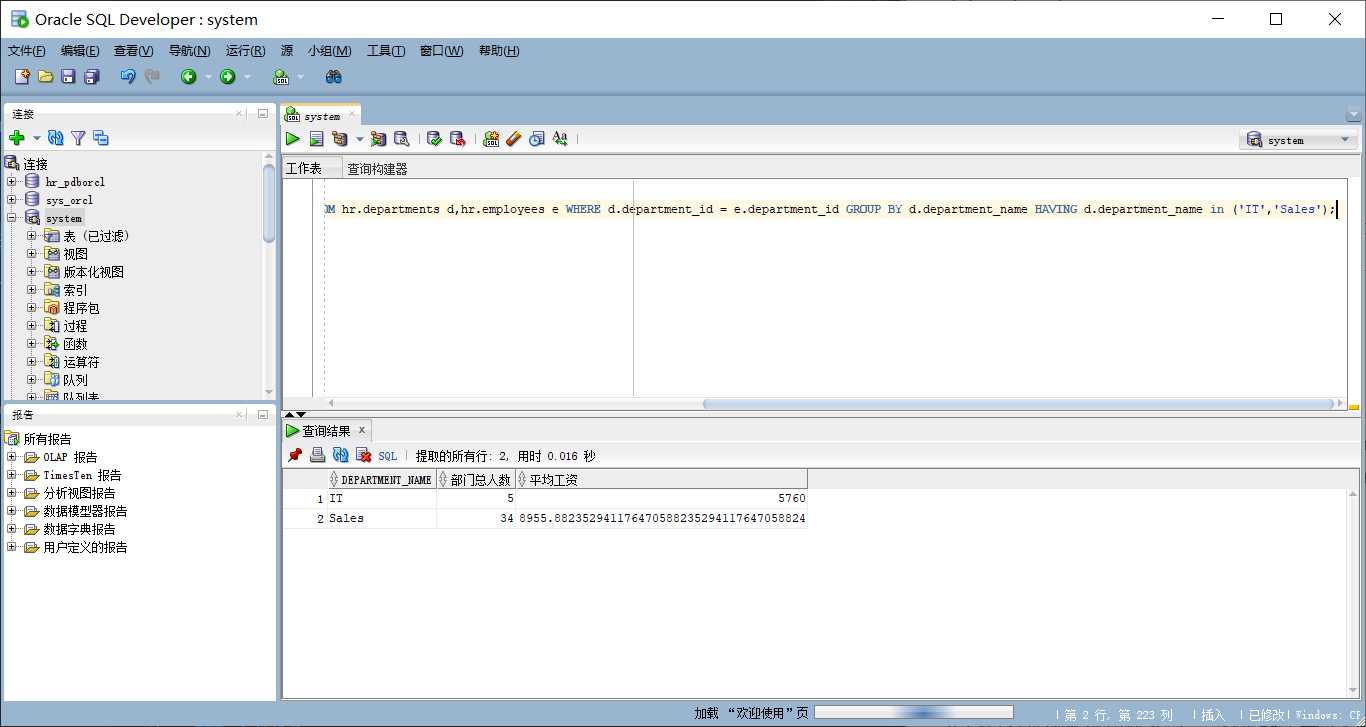 Oracle SQL Developer : system
文件(F) 编辑(E) 查看(V) 导航(N) 运行(R) 源 小组(M) 工具(T) 窗口(W) 帮助(H)
连接
连接
hr_pdborcl
sys_orcl
system
表 (已过滤)
视图
版本化视图
索引
程序包
过程
函数
运算符
队列
队列表
报告
所有报告
OLAP 报告
TimesTen 报告
分析视图报告
数据模型器报告
数据字典报告
用户定义的报告
system
system
工作表 查询构建器
OM hr.departments d,hr.employees e WHERE d.department_id = e.department_id GROUP BY d.department_name HAVING d.department_name in ('IT','Sales');
查询结果
SQL 提取的所有行: 2, 用时 0.016 秒
DEPARTMENT_NAME 部门总人数 平均工资
1 IT 5 5760
2 Sales 34 8955.882352941176470588235294117647058824
加载 “欢迎使用” 页 第 2 行, 第 223 列 插入 已修改 Windows: